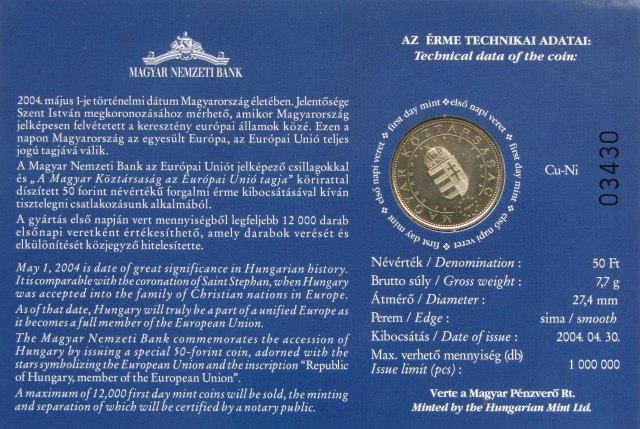 MAGYAR NEMZETI BANK
2004. május 1-je történelmi dátum Magyarország életében. Jelentősége
Szent István megkoronázásához mérhető, amikor Magyarország
jelképesen felvétetett a keresztény európai államok közé. Ezen a
napon Magyarország az egyesült Európa, az Európai Unió teljes
jogú tagjává válik.
A Magyar Nemzeti Bank az Európai Uniót jelképező csillagokkal
és „A Magyar Köztársaság az Európai Unió tagja” körirattal
díszített 50 forint névértékű forgalmi érme kibocsátásával kíván
tisztelegni csatlakozásunk alkalmából.
A gyártás első napján vert mennyiségből legfeljebb 12 000 darab
elsőnapi veretként értékesíthető, amely darabok verését és
elkülönítését közjegyző hitelesítette.
May 1, 2004 is date of great significance in Hungarian history.
It is comparable with the coronation of Saint Stephan, when Hungary
was accepted into the family of Christian nations in Europe.
As of that date, Hungary will truly be a part of a unified Europe as
it becomes a full member of the European Union.
The Magyar Nemzeti Bank commemorates the accession of
Hungary by issuing a special 50-forint coin, adorned with the
stars symbolizing the European Union and the inscription “Republic
of Hungary, member of the European Union”.
A maximum of 12,000 first day mint coins will be sold, the minting
and separation of which will be certified by a notary public.
AZ ÉRME TECHNIKAI ADATAI:
Technical data of the coin:
első napi veret first day mint első napi veret first day mint első napi veret first day mint
MAGYAR KÖZTÁRSASÁG
Cu-Ni
03430
Névérték / Denomination : 50 Ft
Brutto súly / Gross weight : 7,7 g
Átmérő / Diameter : 27,4 mm
Perem / Edge : sima / smooth
Kibocsátás / Date of issue : 2004. 04. 30.
Max. verhető mennyiség (db)
Issue limit (pcs) : 1 000 000
Verte a Magyar Pénzverő Rt.
Minted by the Hungarian Mint Ltd.